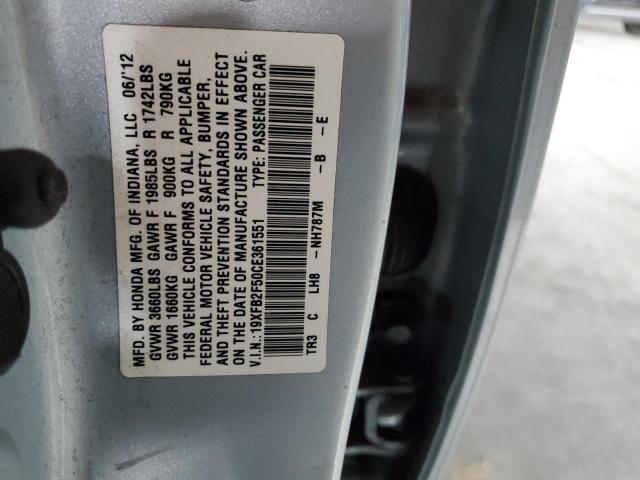 MFD. BY HONDA MFG. OF INDIANA, LLC 06/'12
GVWR 3660LBS GAWR F 1985LBS R 1742LBS
GVWR 1660KG GAWR F 900KG R 790KG
THIS VEHICLE CONFORMS TO ALL APPLICABLE
FEDERAL MOTOR VEHICLE SAFETY, BUMPER,
AND THEFT PREVENTION STANDARDS IN EFFECT
ON THE DATE OF MANUFACTURE SHOWN ABOVE.
V.I.N.:19XFB2F50CE361551 TYPE: PASSENGER CAR
TR3 C LH8 - NH787M - B - E